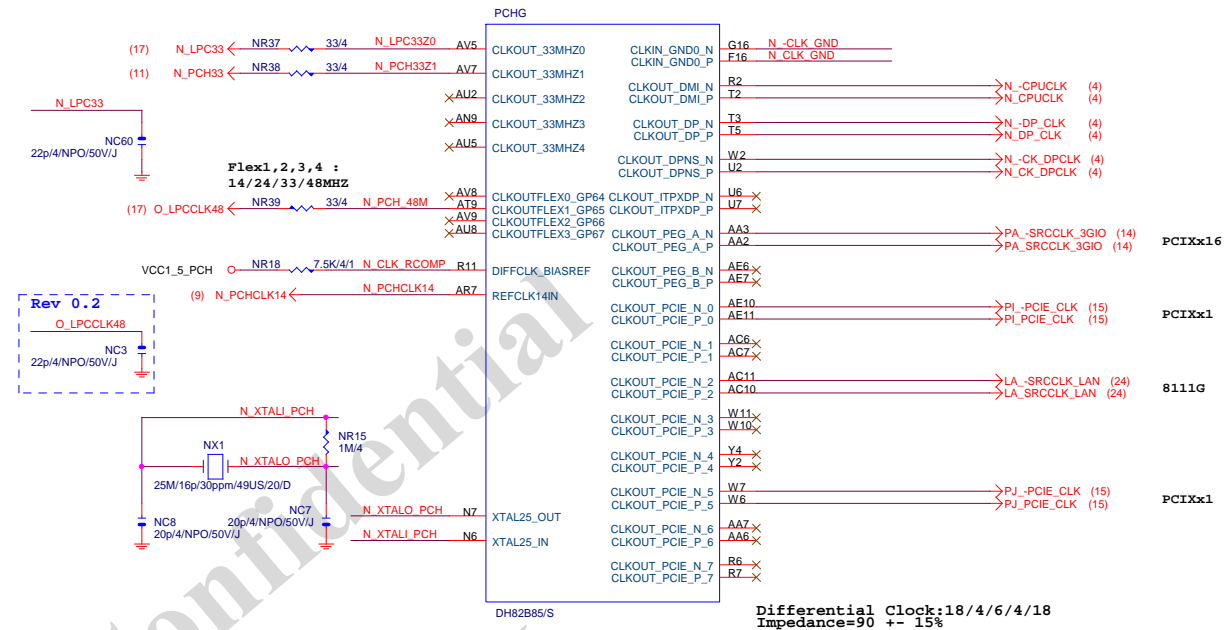 PCHG
(17) N_LPC33 NR37 33/4 N_LPC33Z0 AV5 CLKOUT_33MHZ0
(11) N_PCH33 NR38 33/4 N_PCH33Z1 AV7 CLKOUT_33MHZ1
AU2 CLKOUT_33MHZ2
AN9 CLKOUT_33MHZ3
AU5 CLKOUT_33MHZ4
N_LPC33
NC60
22p/4/NPO/50V/J
Flex1,2,3,4 :
14/24/33/48MHZ
AV8 CLKOUTFLEX0_GP64
(17) O_LPCCLK48 NR39 33/4 N_PCH_48M AT9 CLKOUTFLEX1_GP65
AV9 CLKOUTFLEX2_GP66
AU8 CLKOUTFLEX3_GP67
VCC1_5_PCH NR18 7.5K/4/1 N_CLK_RCOMP R11 DIFFCLK_BIASREF
(9) N_PCHCLK14 N_PCHCLK14 AR7 REFCLK14IN
Rev 0.2
O_LPCCLK48
NC3
22p/4/NPO/50V/J
N_XTALI_PCH
NR15
1M/4
NX1
N_XTALO_PCH
25M/16p/30ppm/49US/20/D
NC8
20p/4/NPO/50V/J
NC7
20p/4/NPO/50V/J
N_XTALO_PCH N7 XTAL25_OUT
N_XTALI_PCH N6 XTAL25_IN
CLKIN_GND0_N G16 N_-CLK_GND
CLKIN_GND0_P F16 N_CLK_GND
CLKOUT_DMI_N R2 N_-CPUCLK (4)
CLKOUT_DMI_P T2 N_CPUCLK (4)
CLKOUT_DP_N T3 N_-DP_CLK (4)
CLKOUT_DP_P T5 N_DP_CLK (4)
CLKOUT_DPNS_N W2 N_-CK_DPCLK (4)
CLKOUT_DPNS_P U2 N_CK_DPCLK (4)
CLKOUT_ITPXDP_N U6
CLKOUT_ITPXDP_P U7
CLKOUT_PEG_A_N AA3 PA_-SRCCLK_3GIO (14)
CLKOUT_PEG_A_P AA2 PA_SRCCLK_3GIO (14)
PCIXx16
CLKOUT_PEG_B_N AE6
CLKOUT_PEG_B_P AE7
CLKOUT_PCIE_N_0 AE10 PI_-PCIE_CLK (15)
CLKOUT_PCIE_P_0 AE11 PI_PCIE_CLK (15)
PCIXx1
CLKOUT_PCIE_N_1 AC6
CLKOUT_PCIE_P_1 AC7
CLKOUT_PCIE_N_2 AC11 LA_-SRCCLK_LAN (24)
CLKOUT_PCIE_P_2 AC10 LA_SRCCLK_LAN (24)
8111G
CLKOUT_PCIE_N_3 W11
CLKOUT_PCIE_P_3 W10
CLKOUT_PCIE_N_4 Y4
CLKOUT_PCIE_P_4 Y2
CLKOUT_PCIE_N_5 W7 PJ_-PCIE_CLK (15)
CLKOUT_PCIE_P_5 W6 PJ_PCIE_CLK (15)
PCIXx1
CLKOUT_PCIE_N_6 AA7
CLKOUT_PCIE_P_6 AA6
CLKOUT_PCIE_N_7 R6
CLKOUT_PCIE_P_7 R7
DH82B85/S
Differential Clock:18/4/6/4/18
Impedance=90 +- 15%
Confidential